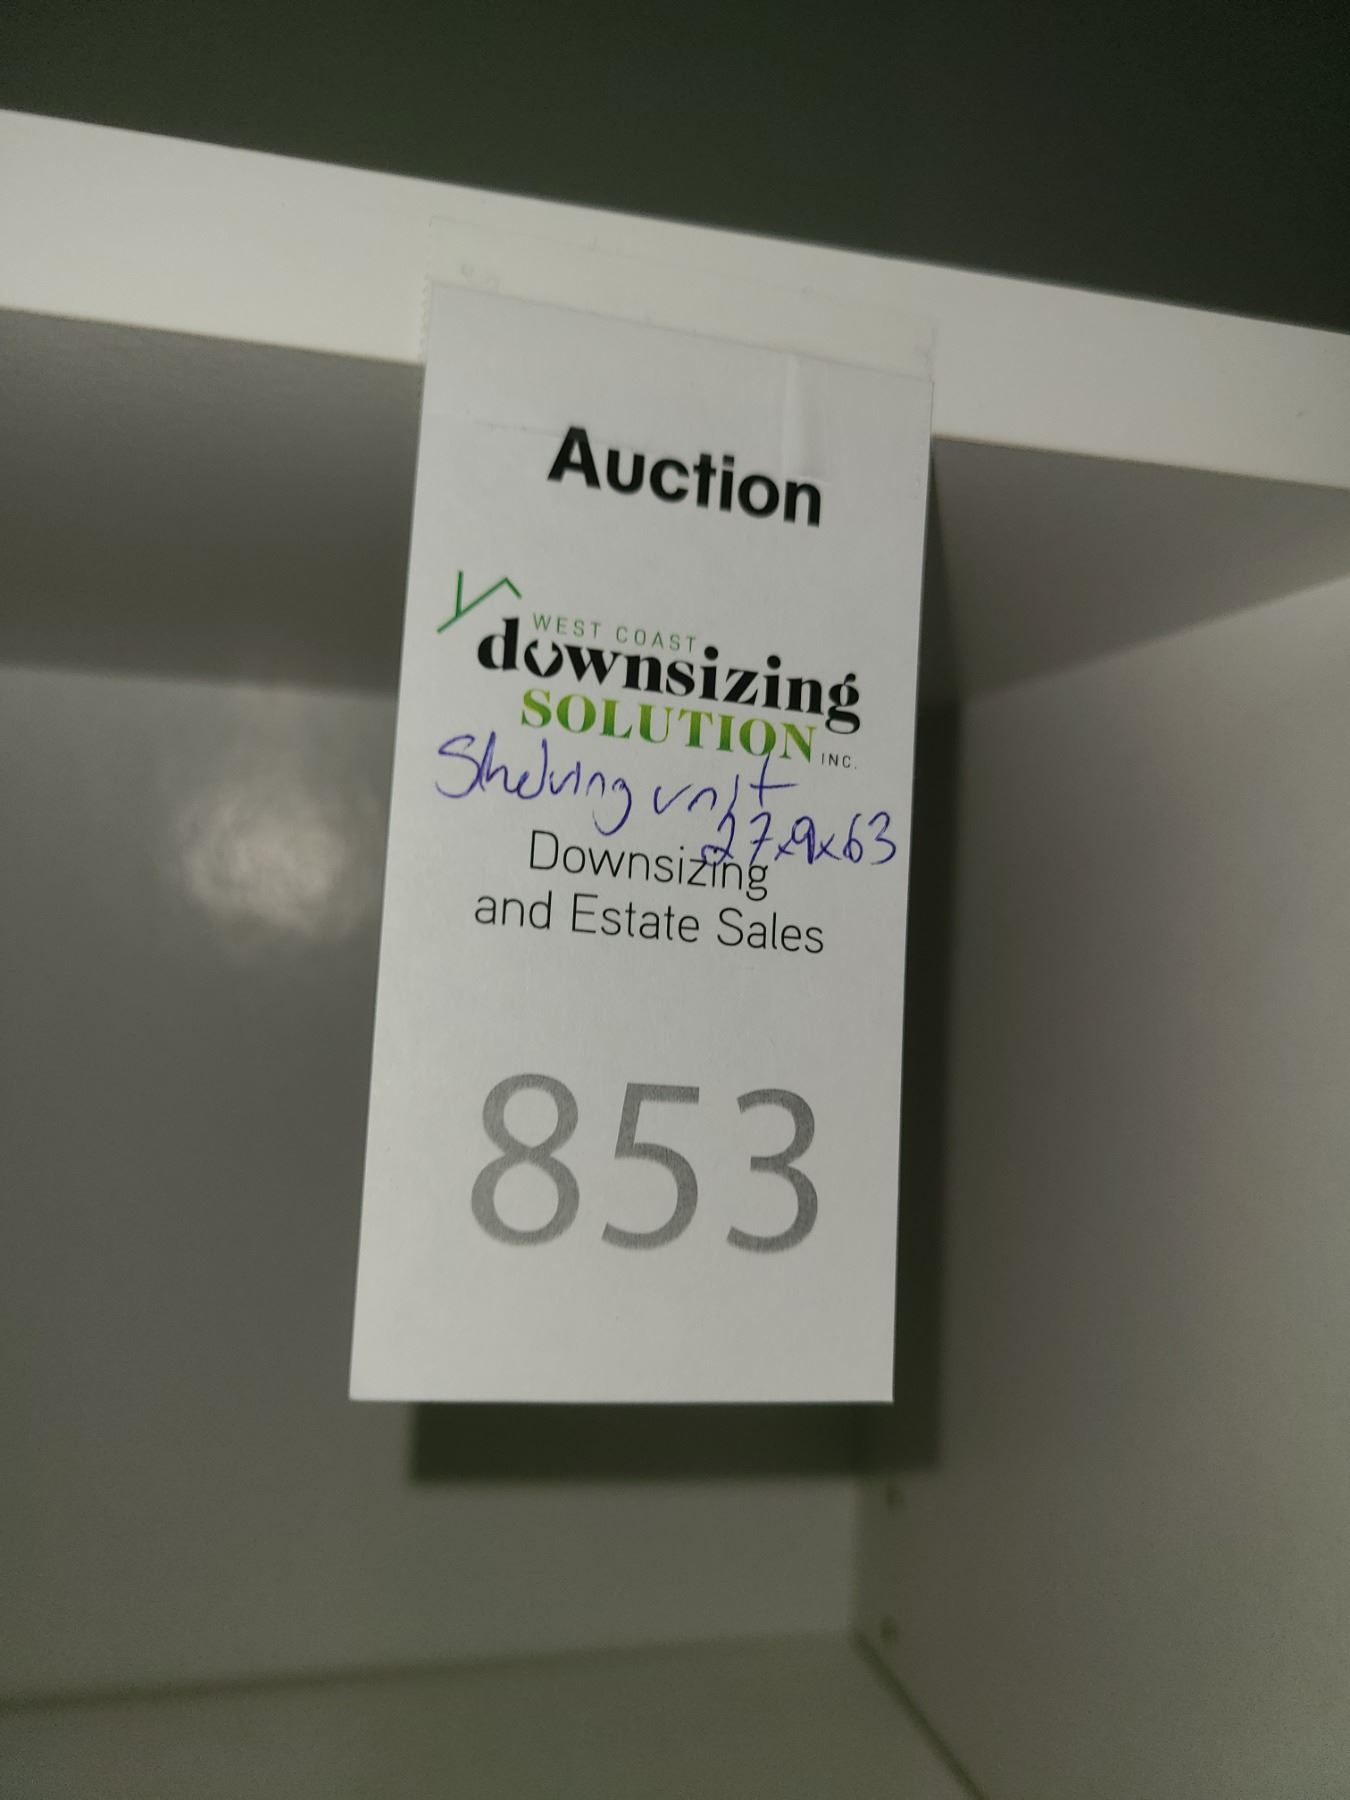 Auction
WEST COAST
downsizing
SOLUTION INC.
Shelving unit
27x9x63
Downsizing
and Estate Sales
853